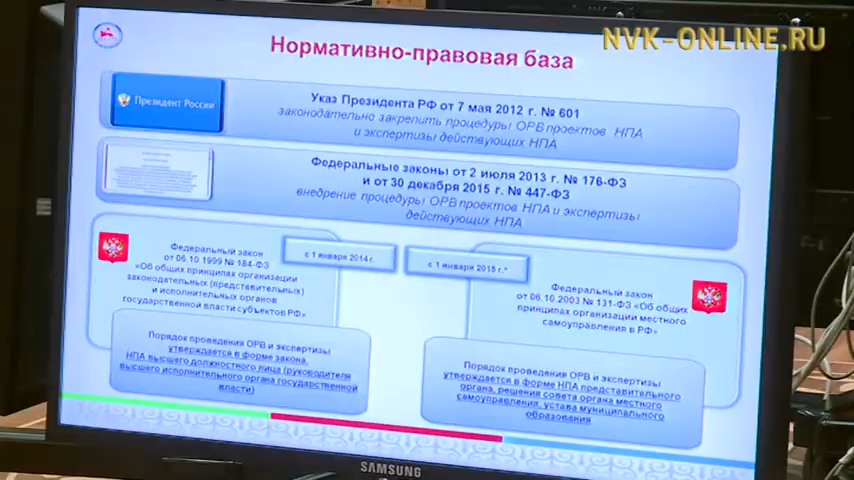 NVK-ONLINE.RU
Нормативно-правовая база
Президент России
Указ Президента РФ от 7 мая 2012 г. № 601
законодательно закрепить процедуры ОРВ проектов НПА
и экспертизы действующих НПА
Федеральные законы от 2 июля 2013 г. № 176-ФЗ
и от 30 декабря 2015 г. № 447-ФЗ
внедрение процедуры ОРВ проектов НПА и экспертизы
действующих НПА
с 1 января 2014 г.
Федеральный закон
от 06.10.1999 № 184-ФЗ
«Об общих принципах организации
законодательных (представительных)
и исполнительных органов
государственной власти субъектов РФ»
Порядок проведения ОРВ и экспертизы
утверждается в форме закона,
НПА высшего должностного лица (руководителя
высшего исполнительного органа государственной
власти)
с 1 января 2015 г.*
Федеральный закон
от 06.10.2003 № 131-ФЗ «Об общих
принципах организации местного
самоуправления в РФ»
Порядок проведения ОРВ и экспертизы
утверждается в форме НПА представительного
органа, решения совета органа местного
самоуправления, устава муниципального
образования
SAMSUNG